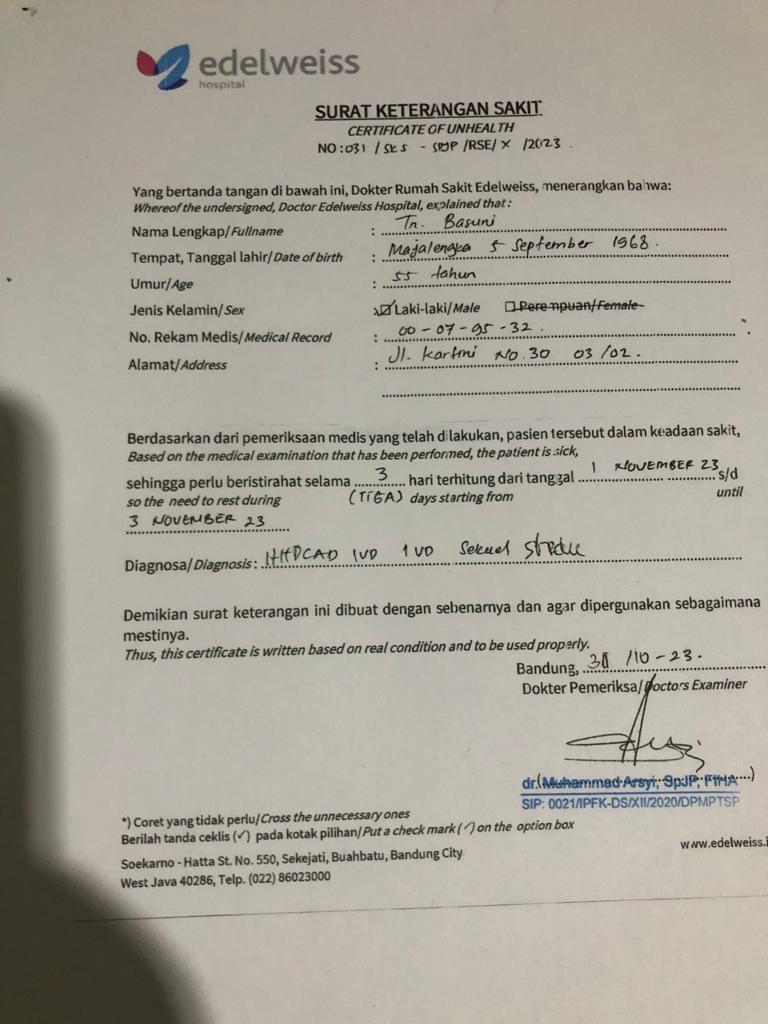 edelweiss
hospital
SURAT KETERANGAN SAKIT
CERTIFICATE OF UNHEALTH
NO:031 / SKS - SPJP /RSE/ X /2023
Yang bertanda tangan di bawah ini, Dokter Rumah Sakit Edelweiss, menerangkan bahwa:
Whereof the undersigned, Doctor Edelweiss Hospital, explained that :
Nama Lengkap/Fullname : Tn. Basuni
Tempat, Tanggal lahir/Date of birth : Majalengka 5 September 1968.
Umur/Age : 55 tahun
Jenis Kelamin/Sex : ☑ Laki-laki/Male ☐ Perempuan/Female
No. Rekam Medis/Medical Record : 00-07-95-32.
Alamat/Address : Jl. Kartini No.30 03/02.
Berdasarkan dari pemeriksaan medis yang telah dilakukan, pasien tersebut dalam keadaan sakit,
Based on the medical examination that has been performed, the patient is sick,
sehingga perlu beristirahat selama 3 hari terhitung dari tanggal 1 NOVEMBER 23 s/d
so the need to rest during (TIGA) days starting from until
3 NOVEMBER 23
Diagnosa/Diagnosis : HHD CAD 1VD 1VD
Demikian surat keterangan ini dibuat dengan sebenarnya dan agar dipergunakan sebagaimana
mestinya.
Thus, this certificate is written based on real condition and to be used properly.
Bandung, /10-23.
Dokter Pemeriksa/Doctors Examiner
dr.(Muhammad Arsyi, SpJP, FIHA)
SIP: 0021/IPFK-DS/XII/2020/DPMPTSP
*) Coret yang tidak perlu/Cross the unnecessary ones
Berilah tanda ceklis (✓) pada kotak pilihan/Put a check mark (✓) on the option box
Soekarno - Hatta St. No. 550, Sekejati, Buahbatu, Bandung City
West Java 40286, Telp. (022) 86023000
www.edelweiss.i